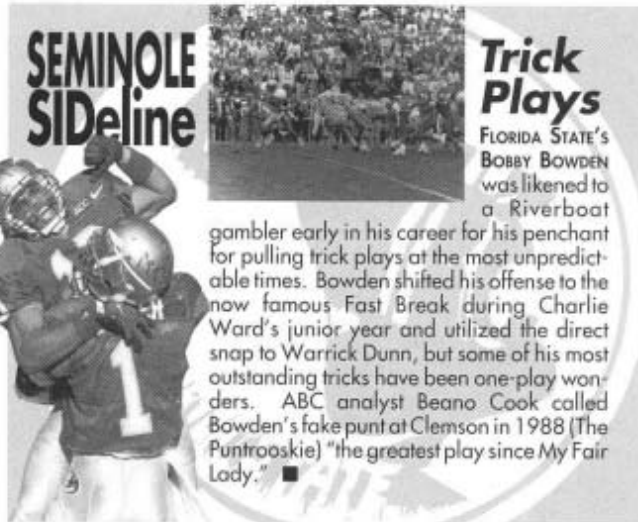 SEMINOLE
SIDeline
Trick
Plays
FLORIDA STATE'S
BOBBY BOWDEN
was likened to
a Riverboat
gambler early in his career for his penchant
for pulling trick plays at the most unpredict-
able times. Bowden shifted his offense to the
now famous Fast Break during Charlie
Ward's junior year and utilized the direct
snap to Warrick Dunn, but some of his most
outstanding tricks have been one-play won-
ders. ABC analyst Beano Cook called
Bowden's fake punt at Clemson in 1988 (The
Puntrooskie) "the greatest play since My Fair
Lady." ■
1